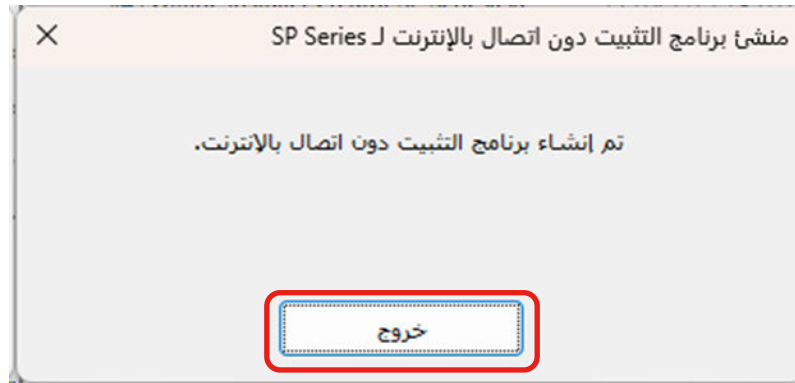 منشئ برنامج التثبيت دون اتصال بالإنترنت لـ SP Series
تم إنشاء برنامج التثبيت دون اتصال بالإنترنت.
خروج